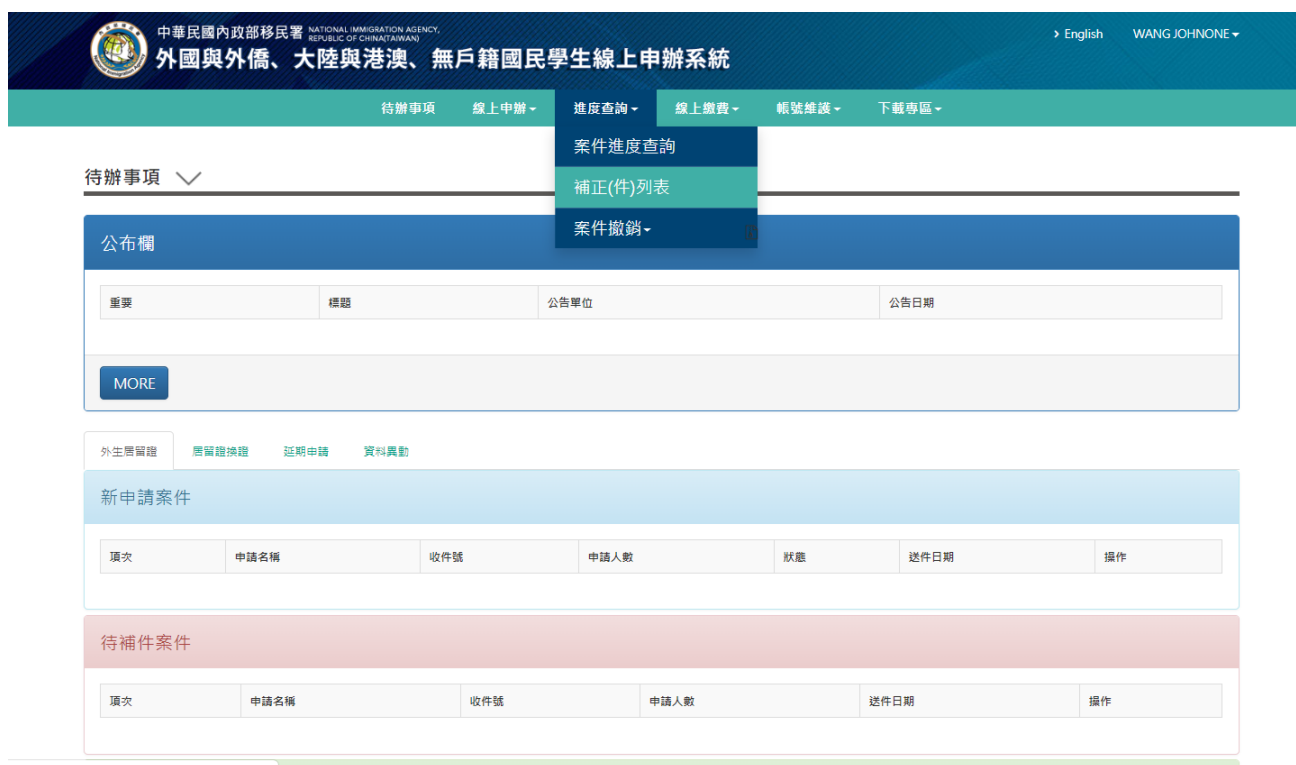 中華民國內政部移民署 NATIONAL IMMIGRATION AGENCY, REPUBLIC OF CHINA(TAIWAN)
外國與外僑、大陸與港澳、無戶籍國民學生線上申辦系統
> English WANG JOHNONE
待辦事項 線上申辦 進度查詢 線上繳費 帳號維護 下載專區
案件進度查詢
補正(件)列表
案件撤銷
待辦事項
公布欄
重要 標題 公告單位 公告日期
MORE
外生居留證 居留證換證 延期申請 資料異動
新申請案件
項次 申請名稱 收件號 申請人數 狀態 送件日期 操作
待補件案件
項次 申請名稱 收件號 申請人數 送件日期 操作